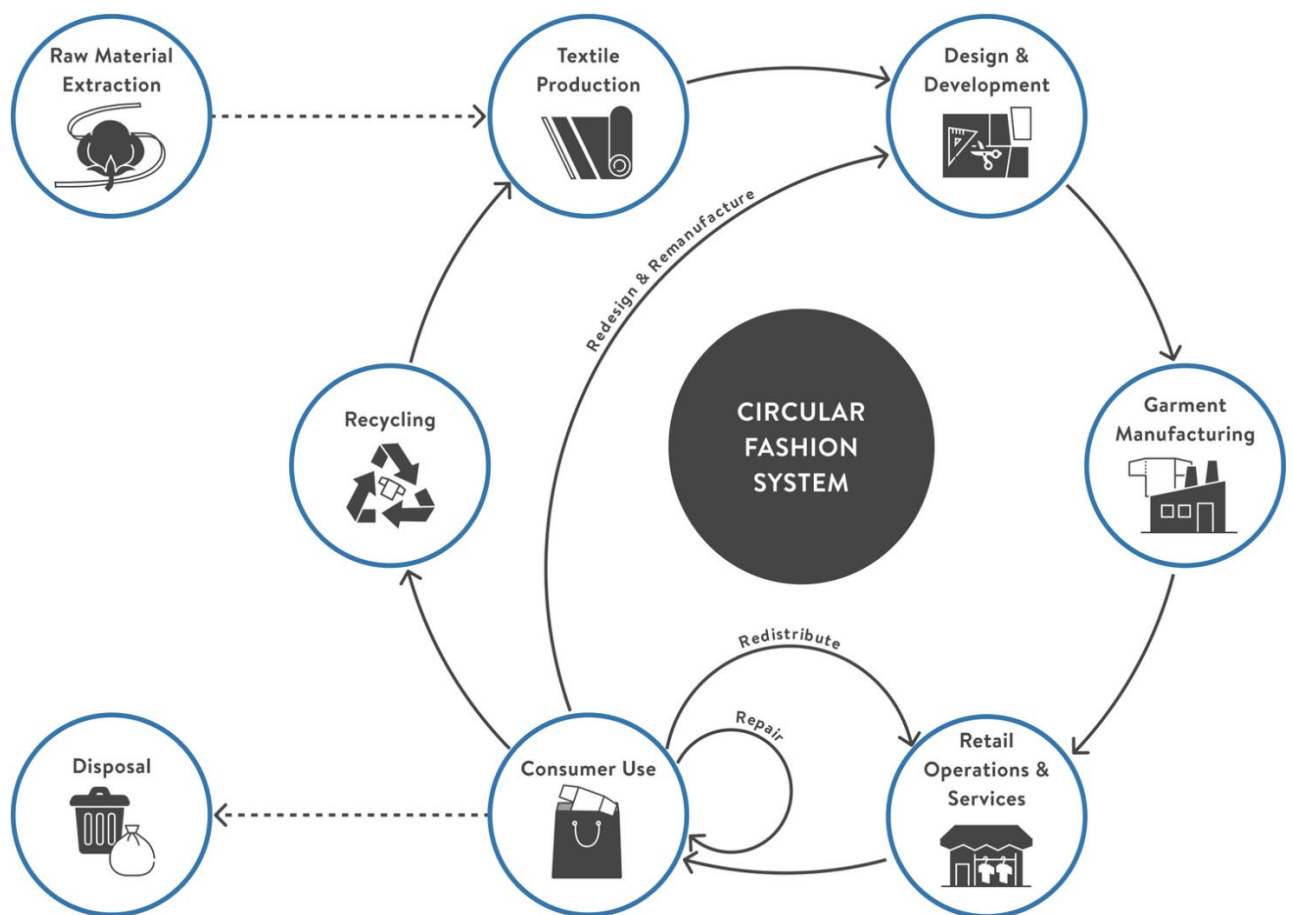 Raw Material
Extraction
Textile
Production
Design &
Development
Redesign & Remanufacture
Recycling
CIRCULAR
FASHION
SYSTEM
Garment
Manufacturing
Redistribute
Repair
Disposal
Consumer Use
Retail
Operations &
Services